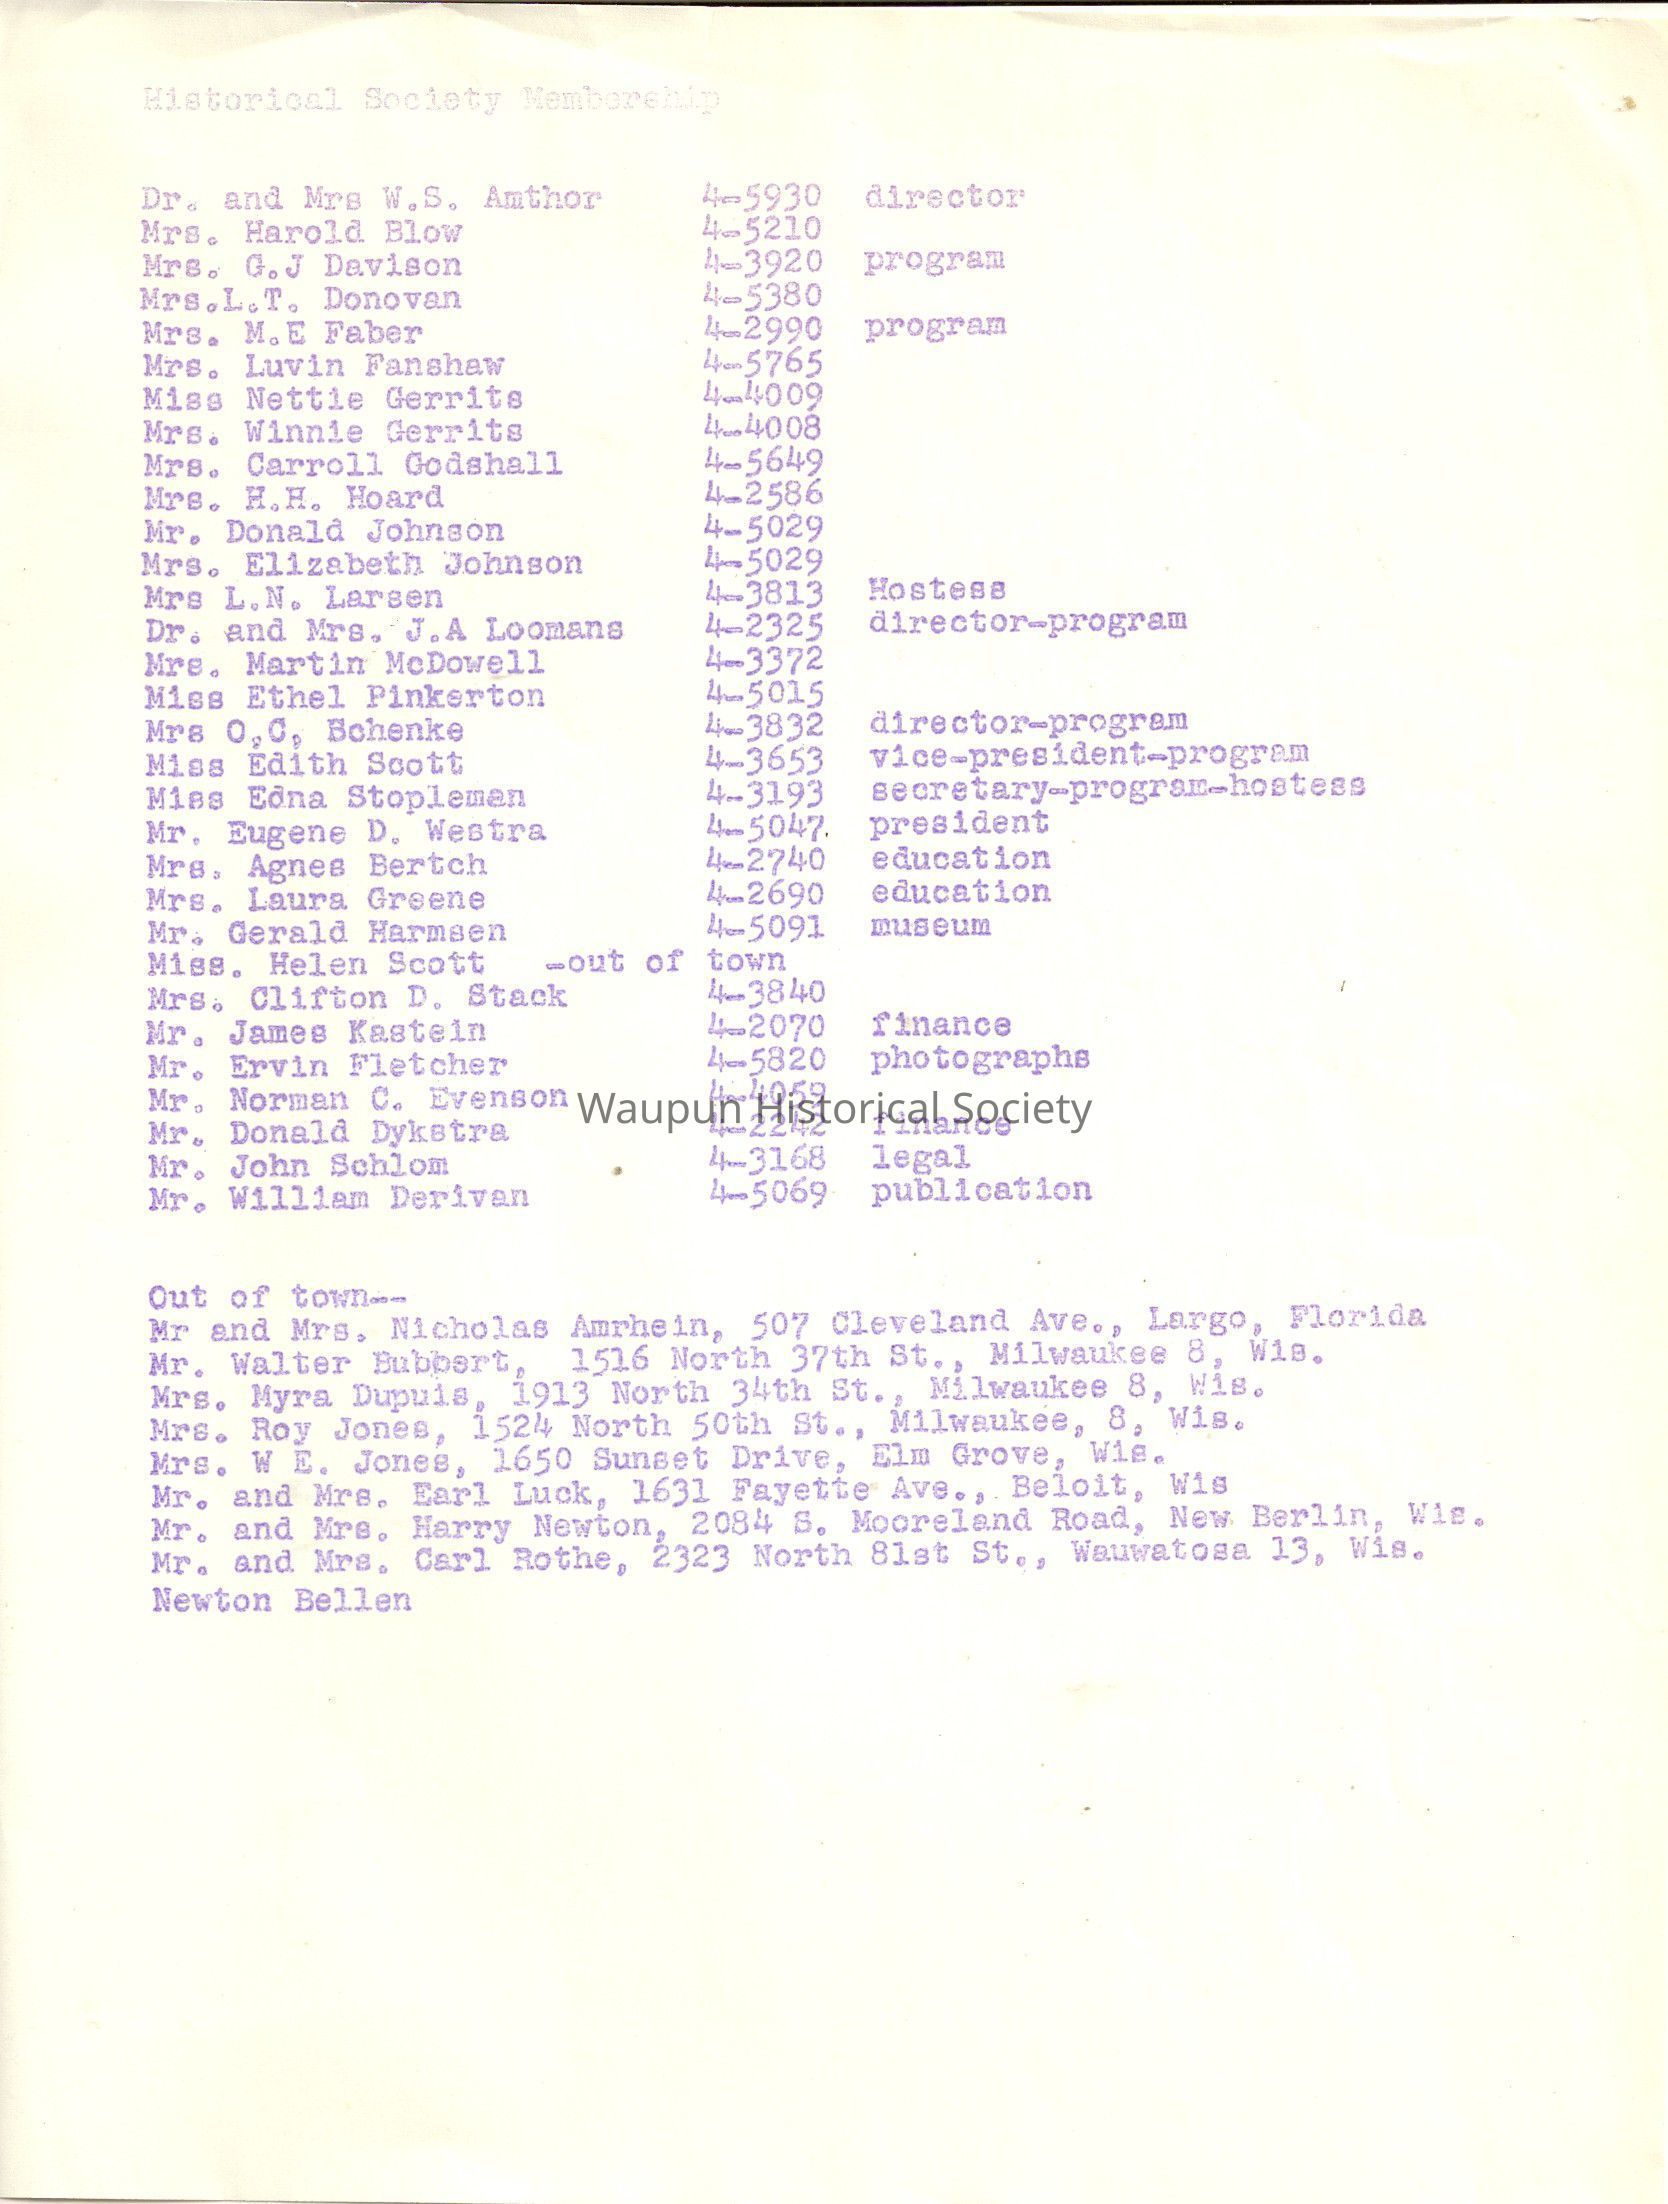 Historical Society Membership
Dr. and Mrs W.S. Amthor 4-5930 director
Mrs. Harold Blow 4-5210
Mrs. G.J Davison 4-3920 program
Mrs.L.T. Donovan 4-5380
Mrs. M.E Faber 4-2990 program
Mrs. Luvin Fanshaw 4-5765
Miss Nettie Gerrits 4-4009
Mrs. Winnie Gerrits 4-4008
Mrs. Carroll Godshall 4-5649
Mrs. H.H. Hoard 4-2586
Mr. Donald Johnson 4-5029
Mrs. Elizabeth Johnson 4-5029
Mrs L.N. Larsen 4-3813 Hostess
Dr. and Mrs. J.A Loomans 4-2325 director-program
Mrs. Martin McDowell 4-3372
Miss Ethel Pinkerton 4-5015
Mrs O,C, Schenke 4-3832 director-program
Miss Edith Scott 4-3653 vice-president-program
Miss Edna Stopleman 4-3193 secretary-program-hostess
Mr. Eugene D. Westra 4-5047. president
Mrs. Agnes Bertch 4-2740 education
Mrs. Laura Greene 4-2690 education
Mr. Gerald Harmsen 4-5091 museum
Miss. Helen Scott -out of town
Mrs. Clifton D. Stack 4-3840
Mr. James Kastein 4-2070 finance
Mr. Ervin Fletcher 4-5820 photographs
Mr. Norman C. Evenson 4-4059
Waupun Historical Society
Mr. Donald Dykstra 4-2242 finance
Mr. John Schlom 4-3168 legal
Mr. William Derivan 4-5069 publication
Out of town--
Mr and Mrs. Nicholas Amrhein, 507 Cleveland Ave., Largo, Florida
Mr. Walter Bubbert, 1516 North 37th St., Milwaukee 8, Wis.
Mrs. Myra Dupuis, 1913 North 34th St., Milwaukee 8, Wis.
Mrs. Roy Jones, 1524 North 50th St., Milwaukee, 8, Wis.
Mrs. W E. Jones, 1650 Sunset Drive, Elm Grove, Wis.
Mr. and Mrs. Earl Luck, 1631 Fayette Ave., Beloit, Wis
Mr. and Mrs. Harry Newton, 2084 S. Mooreland Road, New Berlin, Wis.
Mr. and Mrs. Carl Rothe, 2323 North 81st St., Wauwatosa 13, Wis.
Newton Bellen